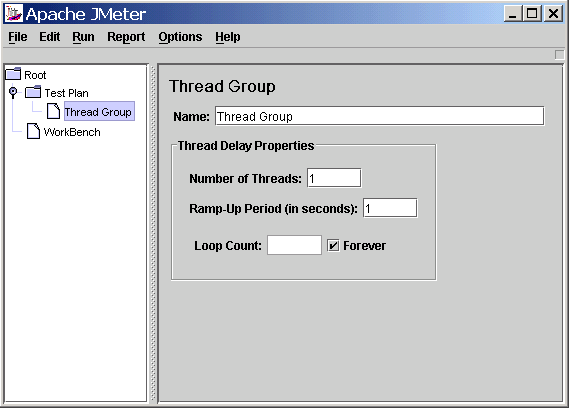 Apache JMeter
File Edit Run Report Options Help
Root
Test Plan
Thread Group
WorkBench
Thread Group
Name: Thread Group
Thread Delay Properties
Number of Threads: 1
Ramp-Up Period (in seconds): 1
Loop Count: Forever